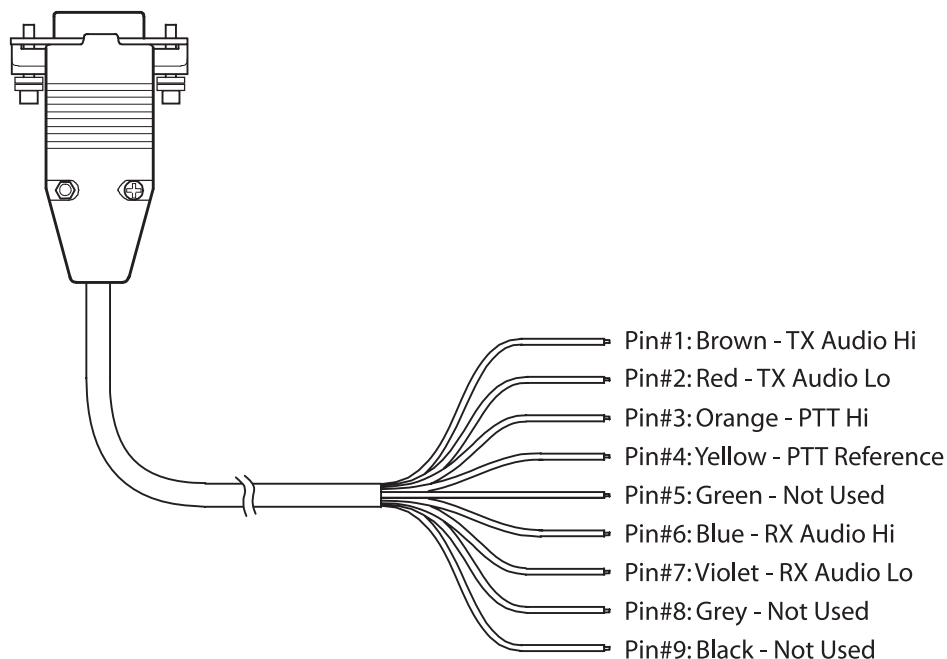 Pin#1: Brown - TX Audio Hi
Pin#2: Red - TX Audio Lo
Pin#3: Orange - PTT Hi
Pin#4: Yellow - PTT Reference
Pin#5: Green - Not Used
Pin#6: Blue - RX Audio Hi
Pin#7: Violet - RX Audio Lo
Pin#8: Grey - Not Used
Pin#9: Black - Not Used